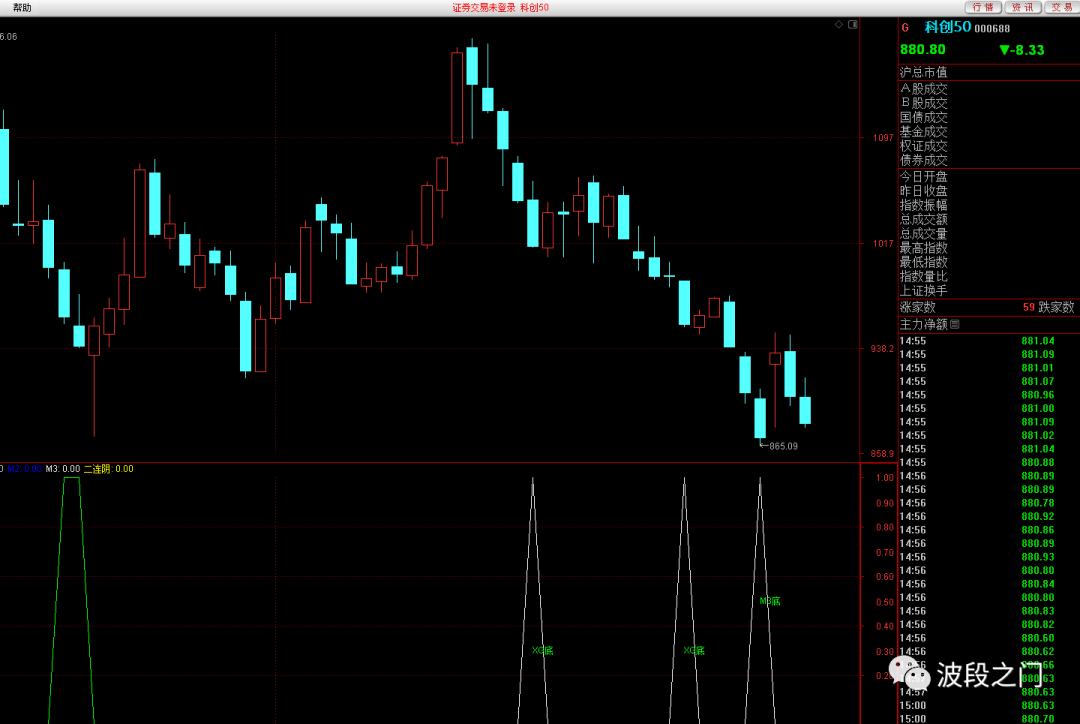 帮助
证券交易未登录 科创50
行情 资讯 交易
6.06
1097
1017
938.2
858.9
←865.09
0 M2: 0.00 M3: 0.00 二连阴: 0.00
1.00
0.90
0.80
0.70
0.60
0.50
0.40
0.30
0.2
XG底
XG底
MB底
G 科创50 000688
880.80 ▼-8.33
沪总市值
A股成交
B股成交
国债成交
基金成交
权证成交
债券成交
今日开盘
昨日收盘
指数振幅
总成交额
总成交量
最高指数
最低指数
指数量比
上证换手
涨家数 59 跌家数
主力净额
14:55 881.04
14:55 881.09
14:55 881.01
14:55 881.07
14:55 880.96
14:55 881.00
14:55 881.09
14:55 881.02
14:55 881.04
14:55 880.88
14:56 880.89
14:56 880.89
14:56 880.78
14:56 880.92
14:56 880.86
14:56 880.89
14:56 880.93
14:56 880.80
14:56 880.84
14:56 880.80
14:56 880.83
14:56 880.82
14:56 880.60
14:56 880.62
波段之门
14:57 880.63
15:00 880.63
15:00 880.70